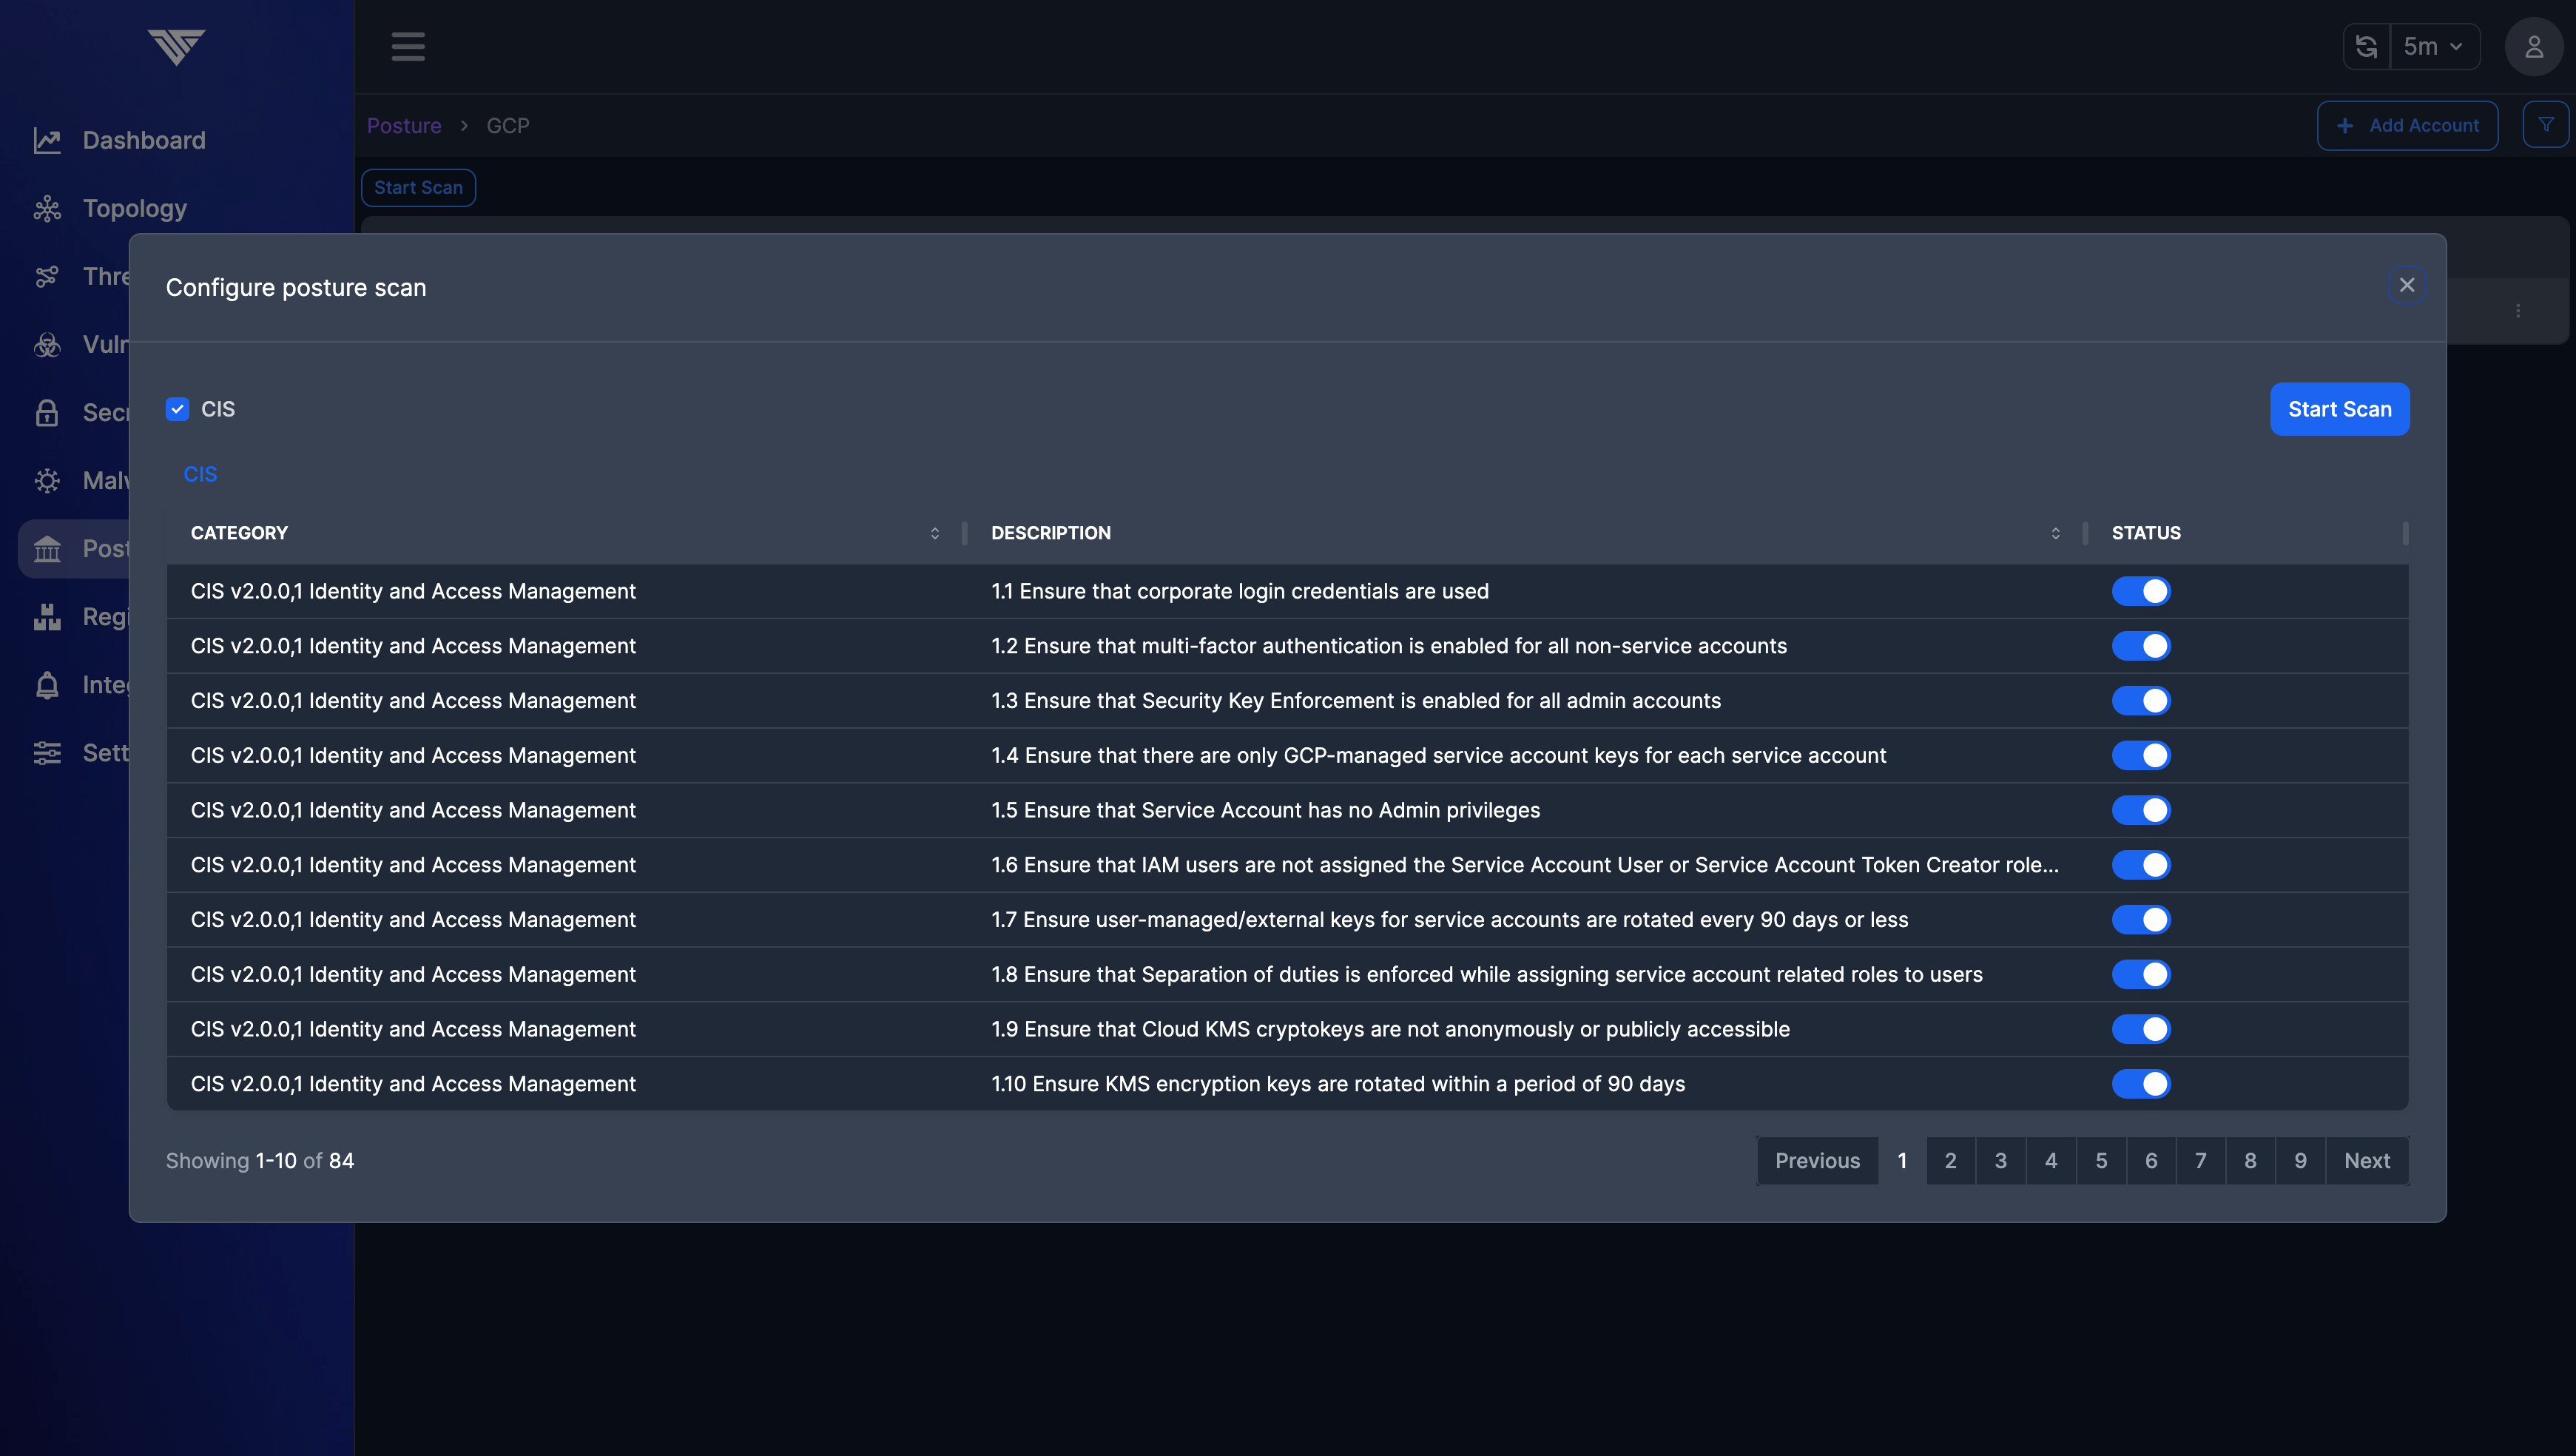 5m
Dashboard
Posture > GCP
Add Account
Start Scan
Topology
Thre
Vuln
Secr
Malw
Post
Regi
Integ
Sett
Configure posture scan
CIS
Start Scan
CIS
CATEGORY DESCRIPTION STATUS
CIS v2.0.0,1 Identity and Access Management 1.1 Ensure that corporate login credentials are used
CIS v2.0.0,1 Identity and Access Management 1.2 Ensure that multi-factor authentication is enabled for all non-service accounts
CIS v2.0.0,1 Identity and Access Management 1.3 Ensure that Security Key Enforcement is enabled for all admin accounts
CIS v2.0.0,1 Identity and Access Management 1.4 Ensure that there are only GCP-managed service account keys for each service account
CIS v2.0.0,1 Identity and Access Management 1.5 Ensure that Service Account has no Admin privileges
CIS v2.0.0,1 Identity and Access Management 1.6 Ensure that IAM users are not assigned the Service Account User or Service Account Token Creator role...
CIS v2.0.0,1 Identity and Access Management 1.7 Ensure user-managed/external keys for service accounts are rotated every 90 days or less
CIS v2.0.0,1 Identity and Access Management 1.8 Ensure that Separation of duties is enforced while assigning service account related roles to users
CIS v2.0.0,1 Identity and Access Management 1.9 Ensure that Cloud KMS cryptokeys are not anonymously or publicly accessible
CIS v2.0.0,1 Identity and Access Management 1.10 Ensure KMS encryption keys are rotated within a period of 90 days
Showing 1-10 of 84
Previous 1 2 3 4 5 6 7 8 9 Next